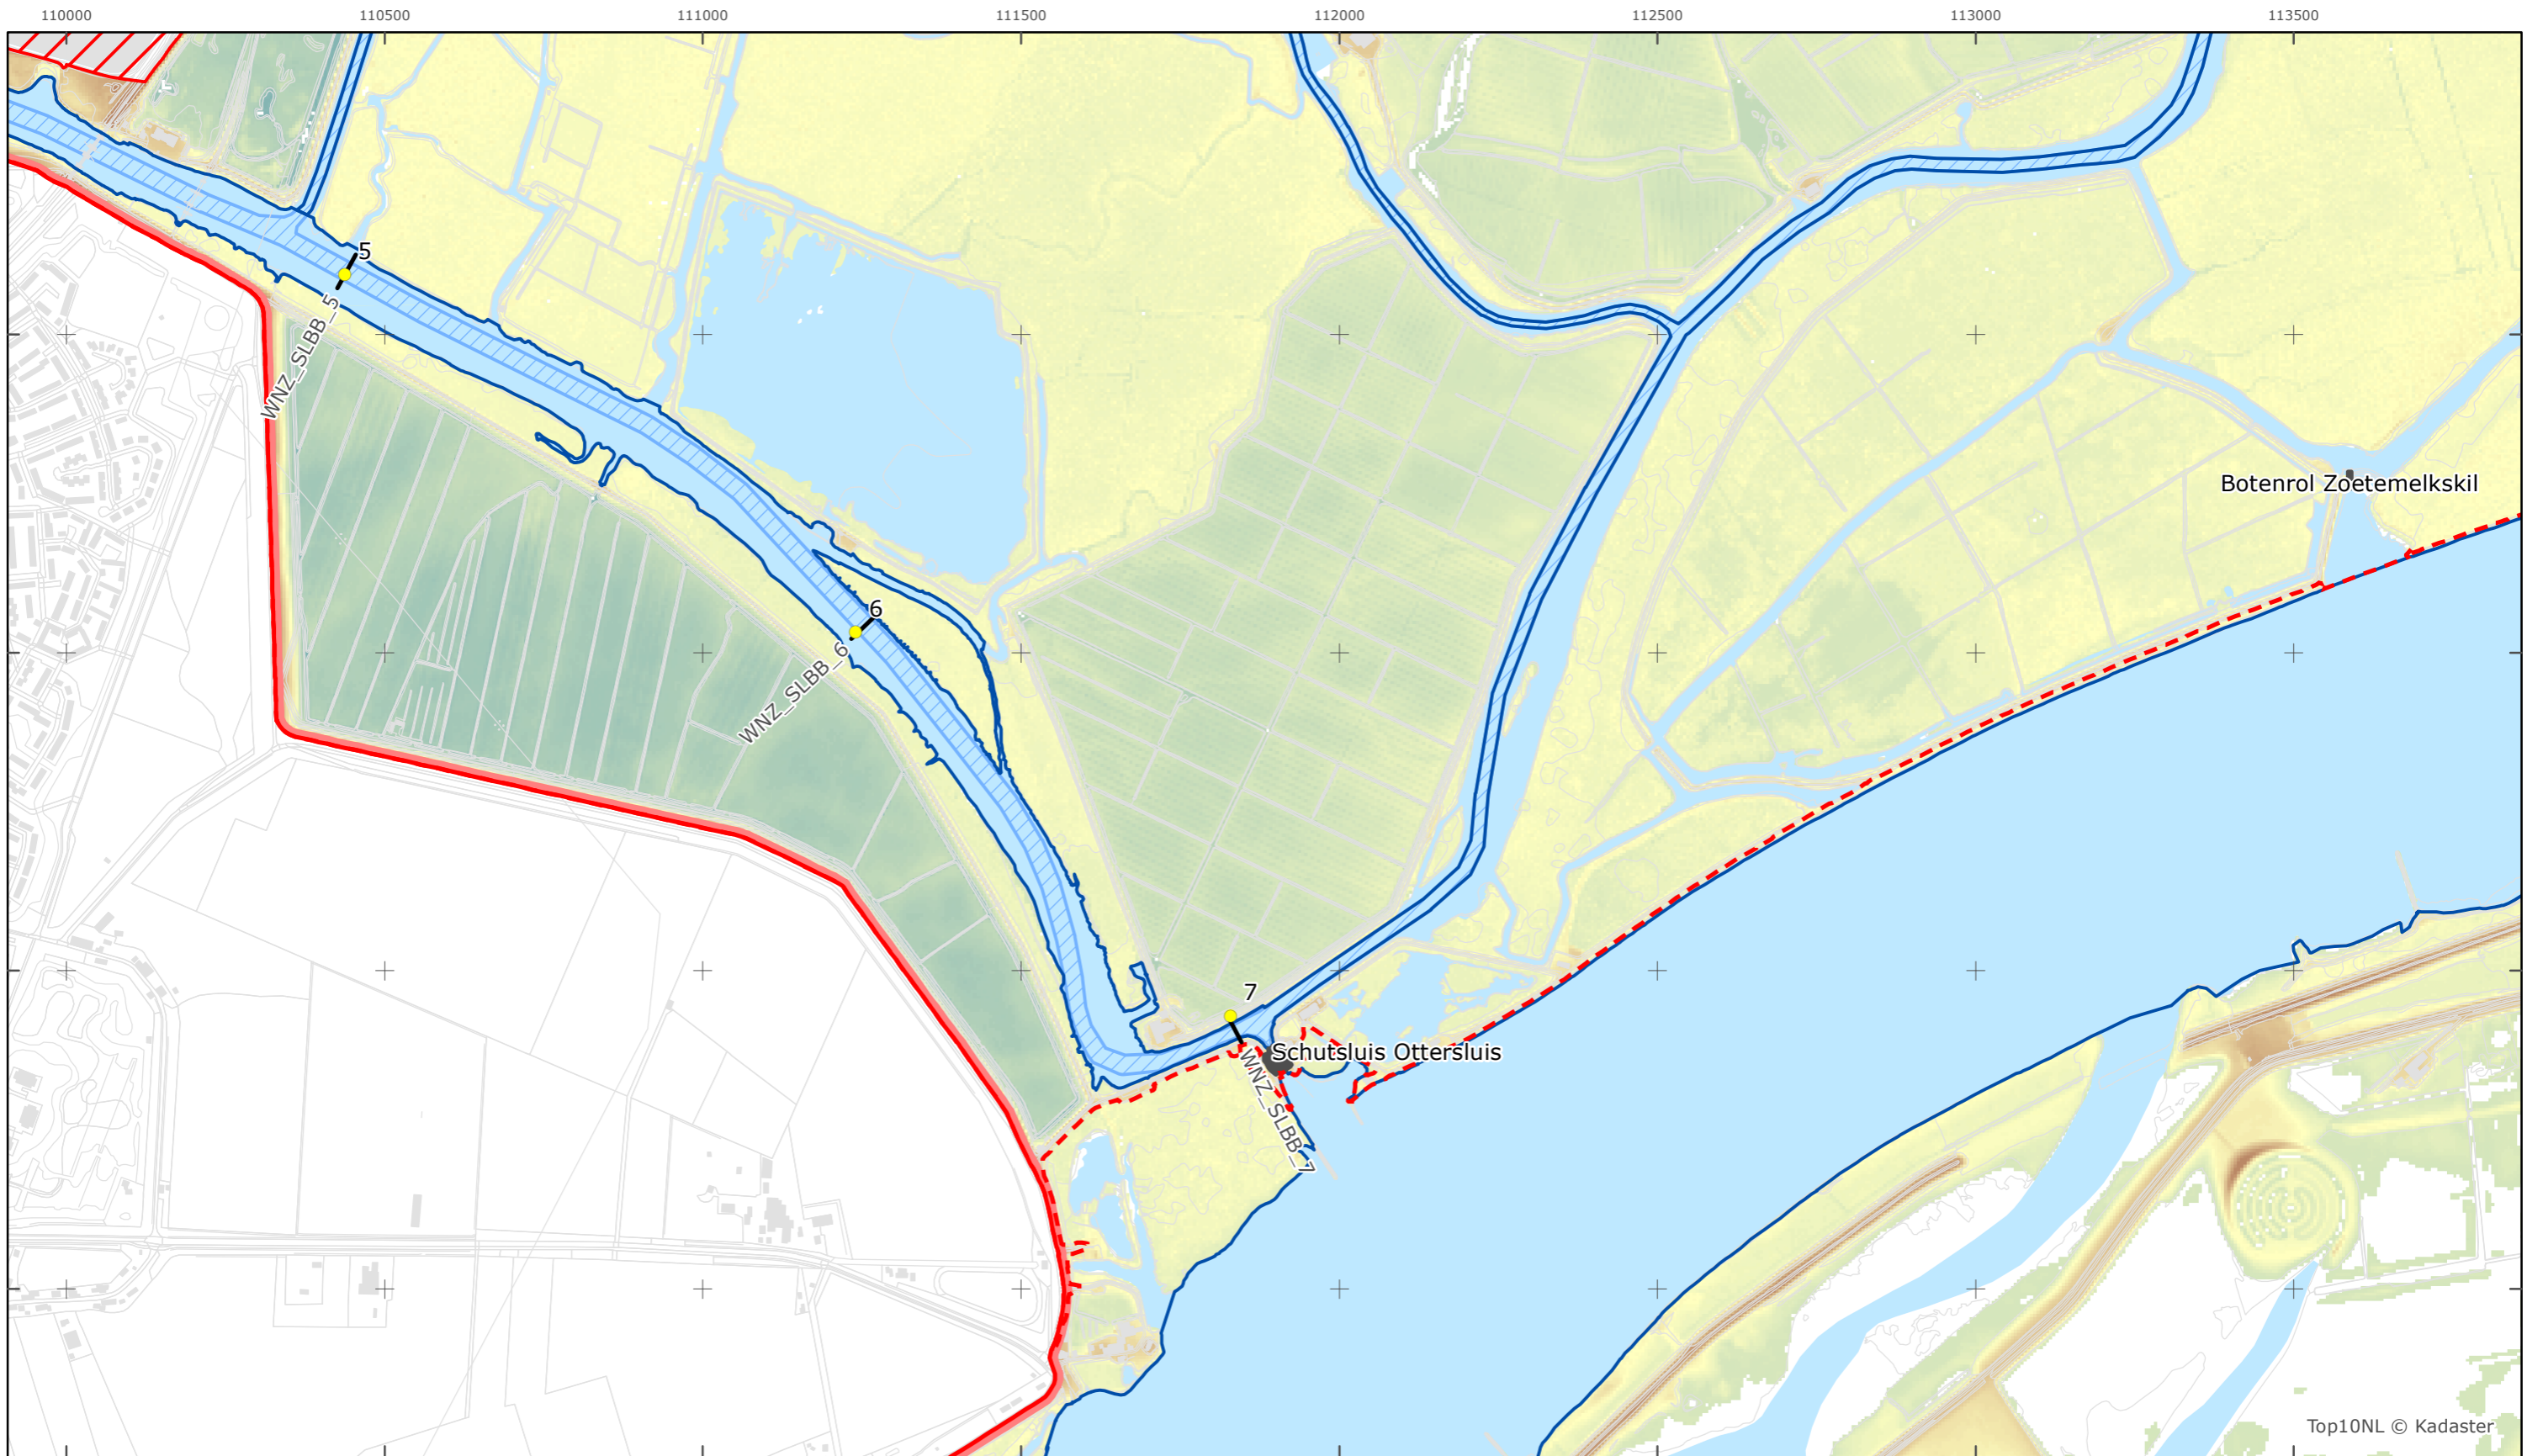 110000 110500 111000 111500 112000 112500 113000 113500
5
WNZ_SLBB_5
Botenrol Zoetemelkskil
6
WNZ_SLBB_6
7
Schutsluis Ottersluis
WNZ_SLBB_7
Top10NL © Kadaster